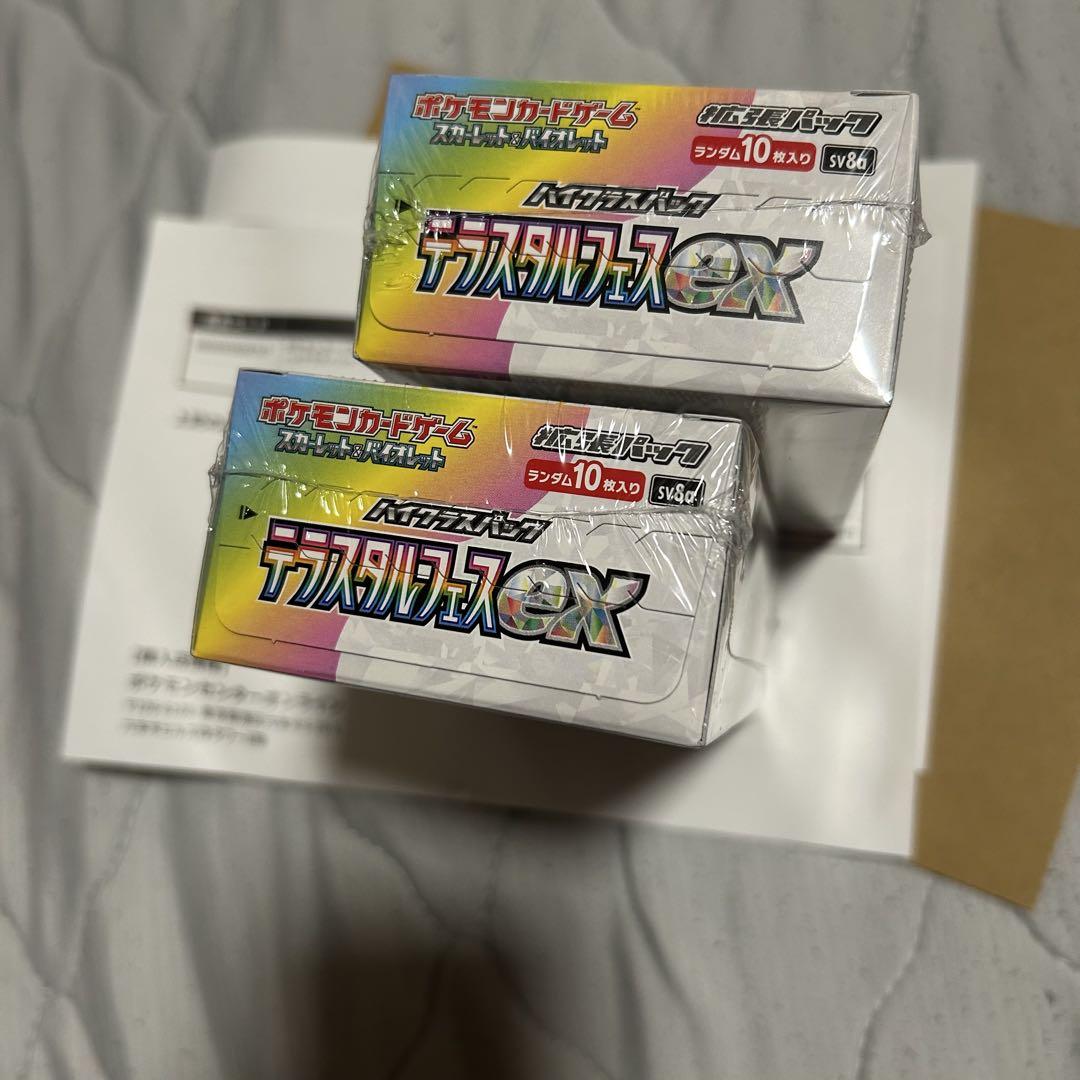 ポケモンカードゲーム
スカーレット&バイオレット
拡張パック
ランダム10枚入り
SV8a
ハイクラスパック
テラスタルフェスex
ポケモンカードゲーム
スカーレット&バイオレット
拡張パック
ランダム10枚入り
SV8a
ハイクラスパック
テラスタルフェスex